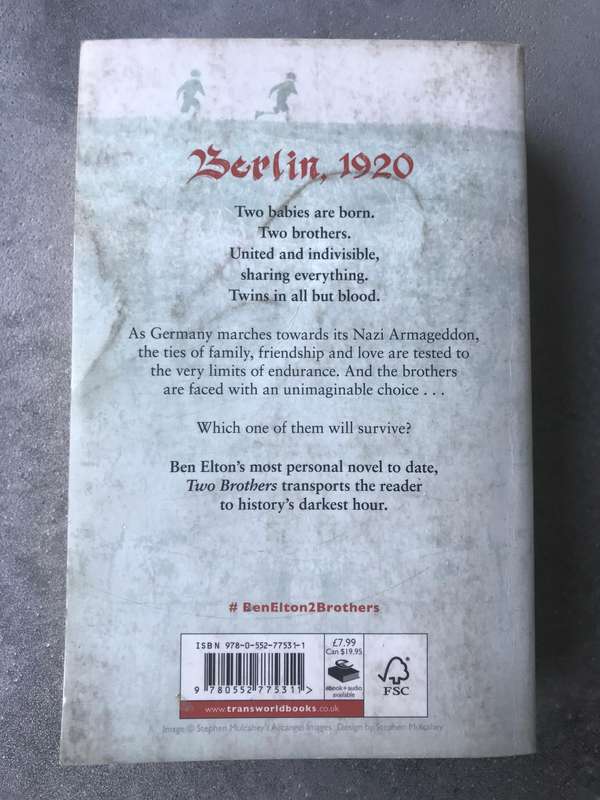 Berlin, 1920
Two babies are born.
Two brothers.
United and indivisible,
sharing everything.
Twins in all but blood.
As Germany marches towards its Nazi Armageddon,
the ties of family, friendship and love are tested to
the very limits of endurance. And the brothers
are faced with an unimaginable choice . . .
Which one of them will survive?
Ben Elton's most personal novel to date,
Two Brothers transports the reader
to history's darkest hour.
# BenElton2Brothers
ISBN 978-0-552-77531-1
9 780552 775311>
£7.99
Can $19.95
ebook + audio
available
FSC
www.transworldbooks.co.uk
Image © Stephen Mulcahey / Arcangel Images Design by Stephen Mulcahey